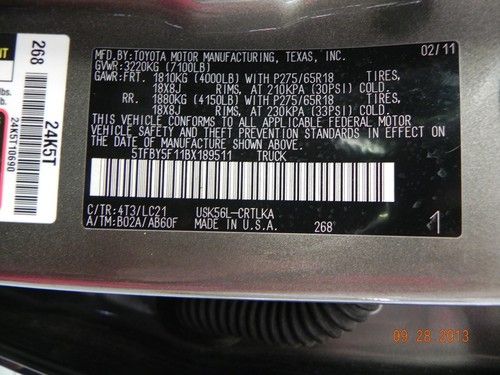 MFD.BY: TOYOTA MOTOR MANUFACTURING, TEXAS, INC. 02/11
GVWR: 3220KG (7100LB)
GAWR:FRT. 1810KG (4000LB) WITH P275/65R18 TIRES,
18X8J RIMS, AT 210KPA (30PSI) COLD
RR. 1880KG (4150LB) WITH P275/65R18 TIRES,
18X8J RIMS, AT 230KPA (33PSI) COLD
THIS VEHICLE CONFORMS TO ALL APPLICABLE FEDERAL MOTOR
VEHICLE SAFETY AND THEFT PREVENTION STANDARDS IN EFFECT ON
THE DATE OF MANUFACTURE SHOWN ABOVE.
5TFBY5F11BX189511 TRUCK
C/TR:4T3/LC21 USK56L-CRTLKA
A/TM:B02A/AB60F MADE IN U.S.A. 268 1
268
24K5T
24K5T10690
lbs.
09 28 2013